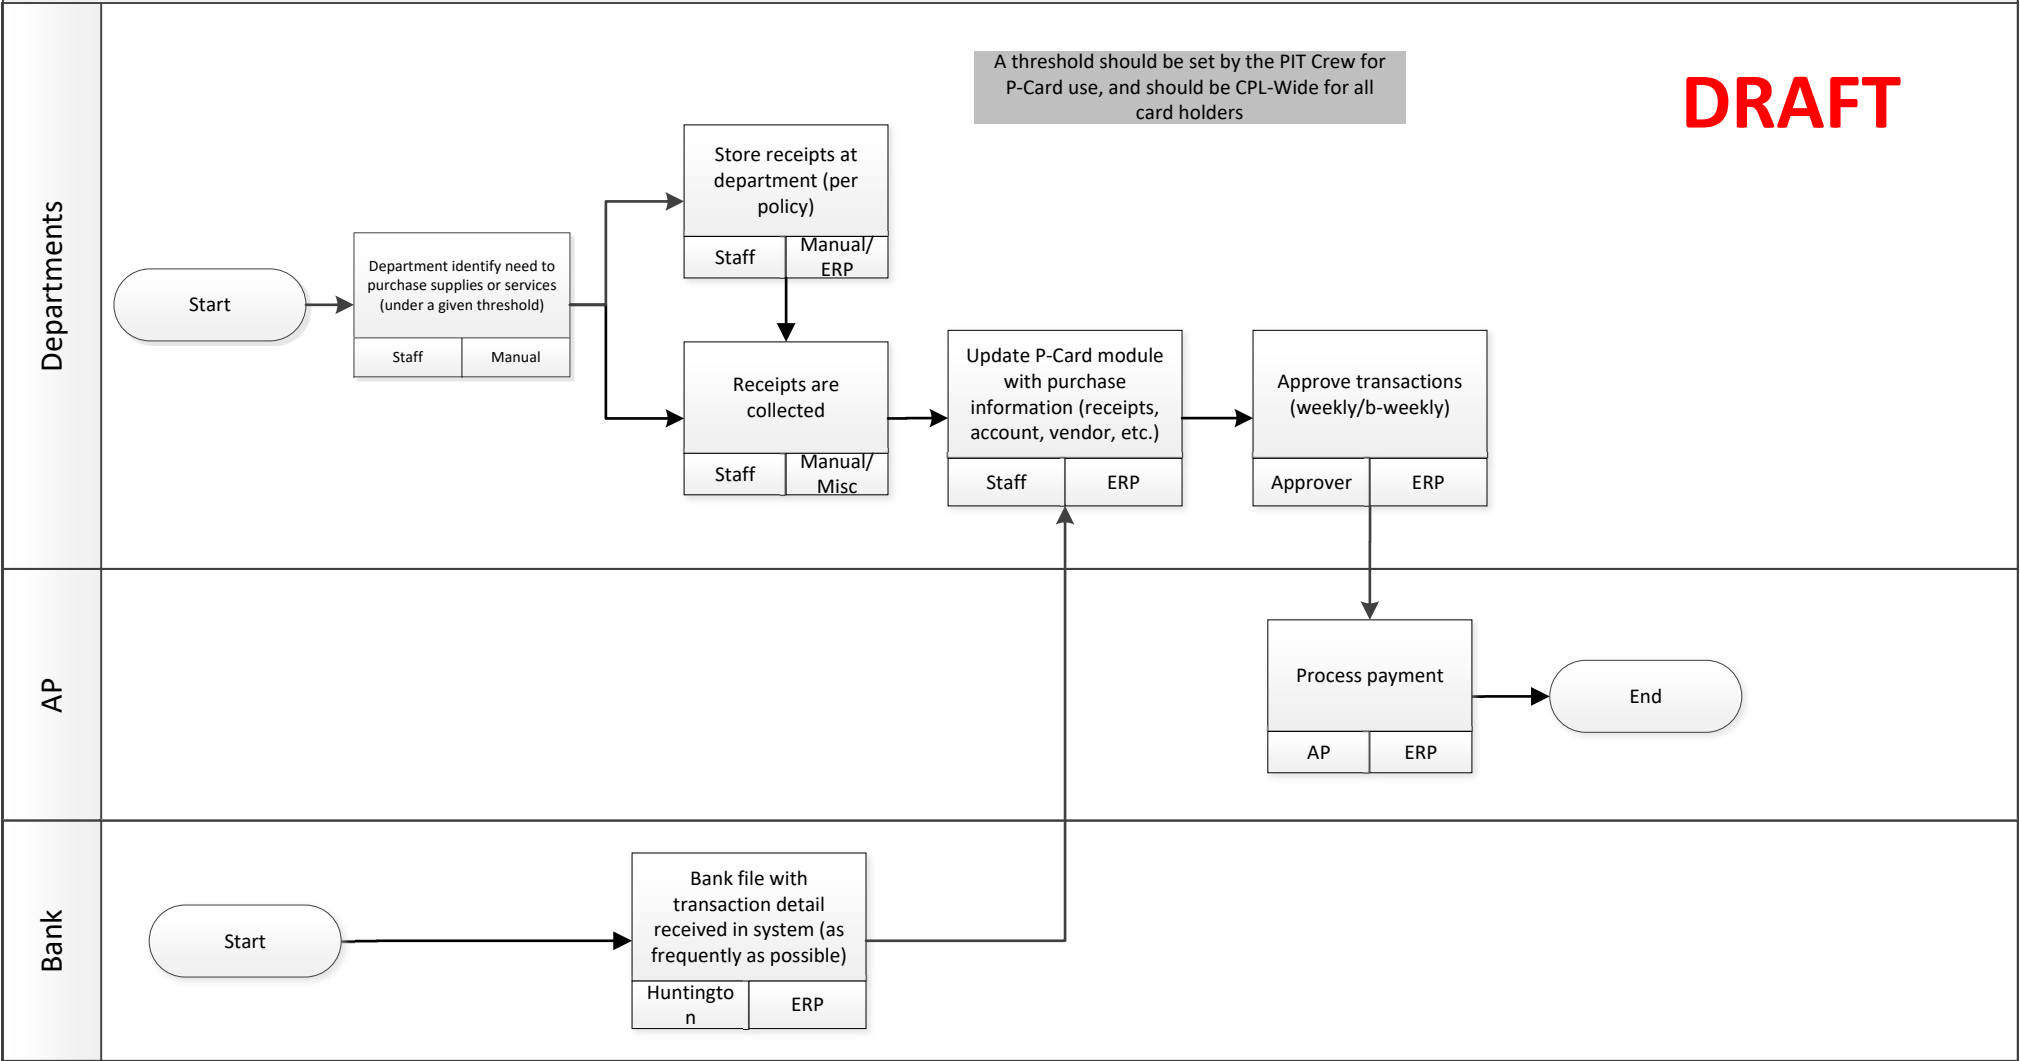 A threshold should be set by the PIT Crew for
P-Card use, and should be CPL-Wide for all
card holders
DRAFT
Departments
Start
Department identify need to
purchase supplies or services
(under a given threshold)
Staff
Manual
Store receipts at
department (per
policy)
Staff
Manual/
ERP
Receipts are
collected
Staff
Manual/
Misc
Update P-Card module
with purchase
information (receipts,
account, vendor, etc.)
Staff
ERP
Approve transactions
(weekly/b-weekly)
Approver
ERP
AP
Process payment
AP
ERP
End
Bank
Start
Bank file with
transaction detail
received in system (as
frequently as possible)
Huntingto
n
ERP